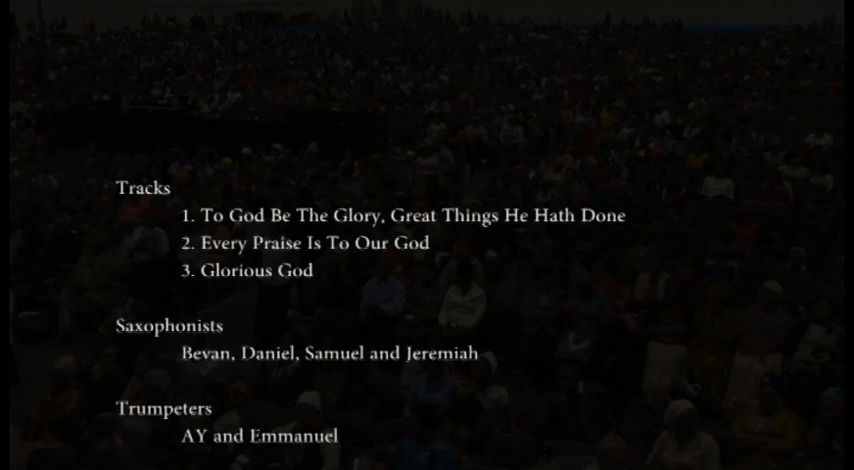 Tracks
1. To God Be The Glory, Great Things He Hath Done
2. Every Praise Is To Our God
3. Glorious God
Saxophonists
Bevan, Daniel, Samuel and Jeremiah
Trumpeters
AY and Emmanuel